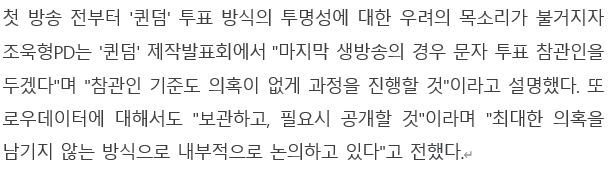 첫 방송 전부터 '퀸덤' 투표 방식의 투명성에 대한 우려의 목소리가 불거지자
조욱형PD는 '퀸덤' 제작발표회에서 "마지막 생방송의 경우 문자 투표 참관인을
두겠다"며 "참관인 기준도 의혹이 없게 과정을 진행할 것"이라고 설명했다. 또
로우데이터에 대해서도 "보관하고, 필요시 공개할 것"이라며 "최대한 의혹을
남기지 않는 방식으로 내부적으로 논의하고 있다"고 전했다.